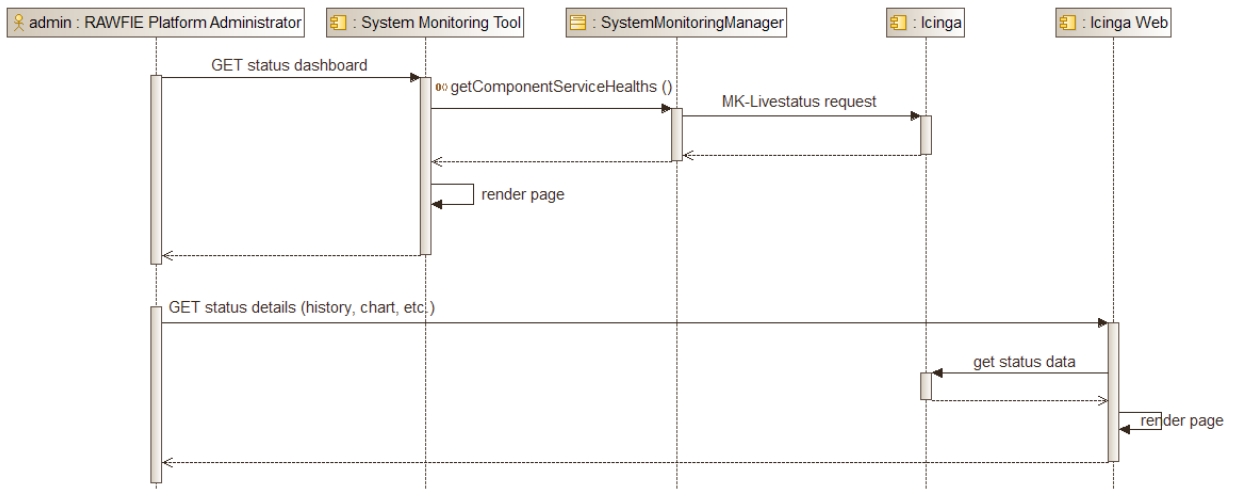 admin : RAWFIE Platform Administrator
: System Monitoring Tool
: SystemMonitoringManager
: Icinga
: Icinga Web
GET status dashboard
getComponentServiceHealths ()
MK-Livestatus request
render page
GET status details (history, chart, etc.)
get status data
render page